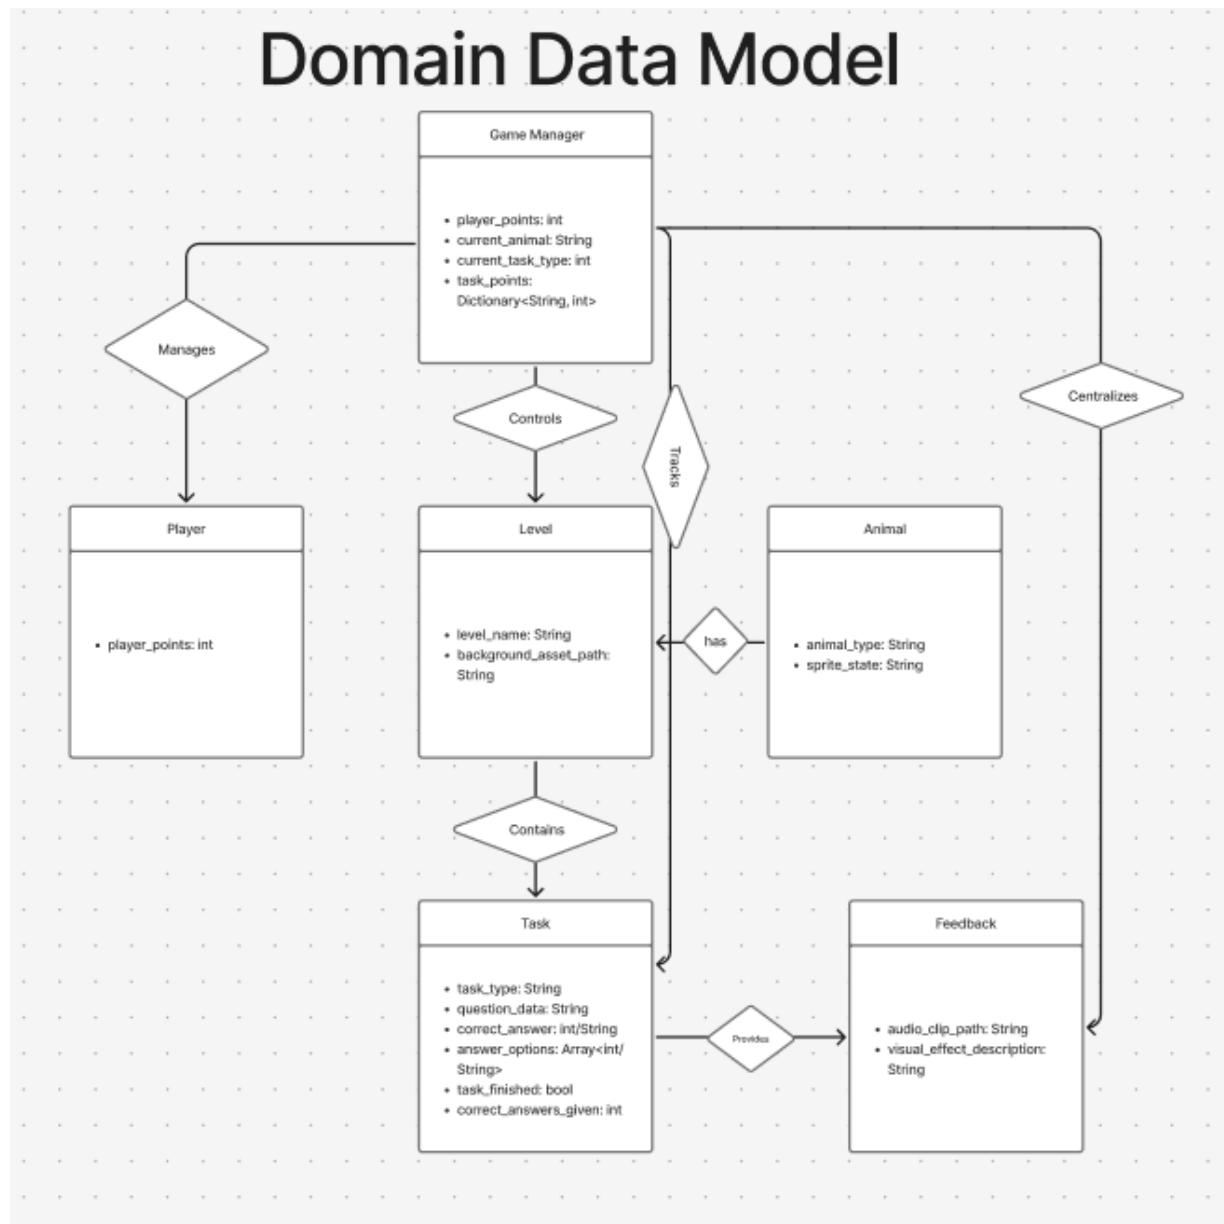 Domain Data Model
Game Manager
• player_points: int
• current_animal: String
• current_task_type: int
• task_points:
Dictionary<String, int>
Manages
Controls
Tracks
Centralizes
Player
• player_points: int
Level
• level_name: String
• background_asset_path:
String
has
Animal
• animal_type: String
• sprite_state: String
Contains
Task
• task_type: String
• question_data: String
• correct_answer: int/String
• answer_options: Array<int/
String>
• task_finished: bool
• correct_answers_given: int
Provides
Feedback
• audio_clip_path: String
• visual_effect_description:
String